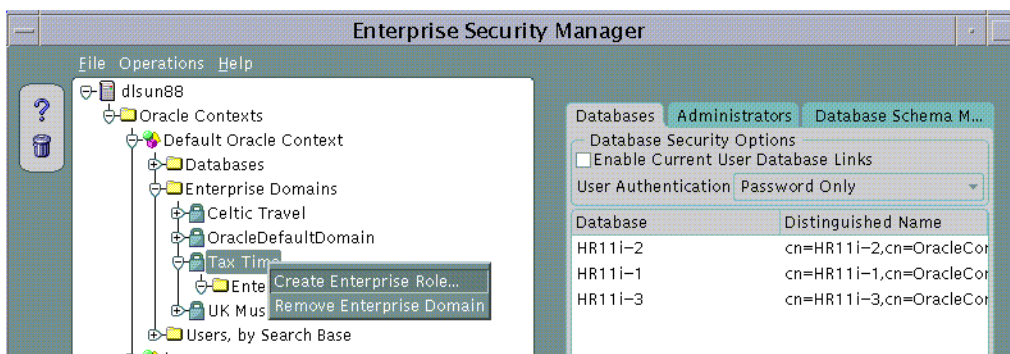 Enterprise Security Manager
File Operations Help
dlsun88
Oracle Contexts
Default Oracle Context
Databases
Enterprise Domains
Celtic Travel
OracleDefaultDomain
Tax Time
Ente
UK Mus
Users, by Search Base
Create Enterprise Role...
Remove Enterprise Domain
Databases Administrators Database Schema M...
Database Security Options
Enable Current User Database Links
User Authentication Password Only
Database Distinguished Name
HR11i-2 cn=HR11i-2,cn=OracleCor
HR11i-1 cn=HR11i-1,cn=OracleCor
HR11i-3 cn=HR11i-3,cn=OracleCor